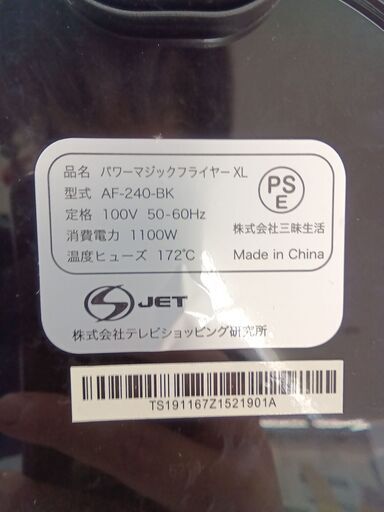 品名 パワーマジックフライヤーXL
型式 AF-240-BK
定格 100V 50-60Hz
消費電力 1100W
温度ヒューズ 172℃
PS
E
株式会社三昧生活
Made in China
S JET
株式会社テレビショッピング研究所
TS191167Z1521901A